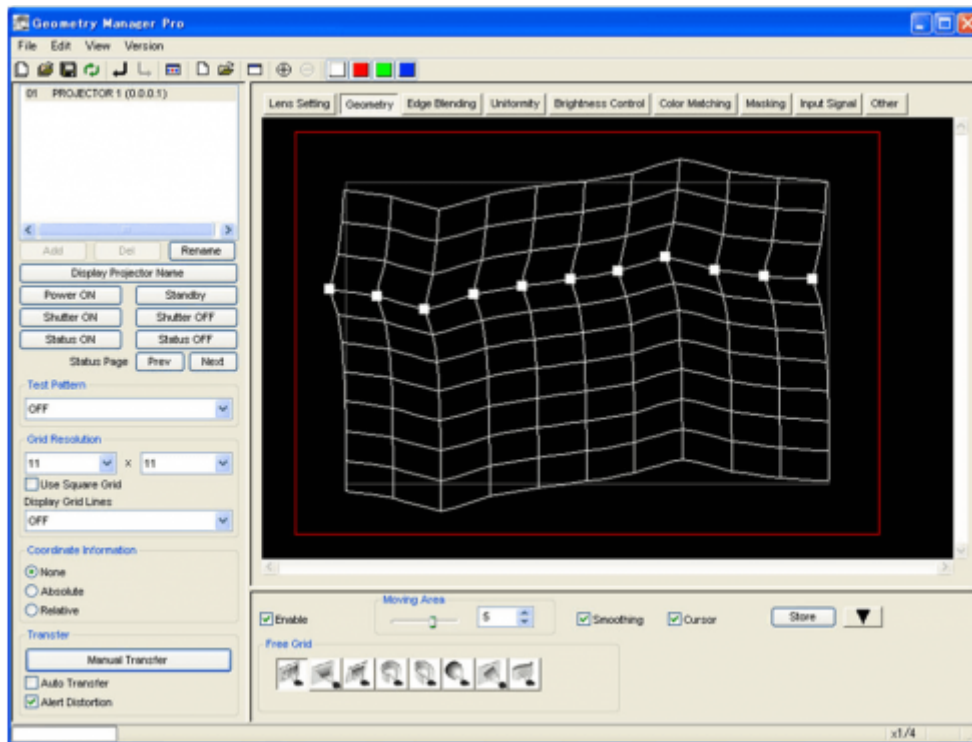 Geometry Manager Pro
File Edit View Version
01 PROJECTOR 1 (0.0.0.1)
Lens Setting Geometry Edge Blending Uniformity Brightness Control Color Matching Masking Input Signal Other
Add Del Rename
Display Projector Name
Power ON Standby
Shutter ON Shutter OFF
Status ON Status OFF
Status Page Prev Next
Test Pattern
OFF
Grid Resolution
11 x 11
Use Square Grid
Display Grid Lines
OFF
Coordinate Information
None
Absolute
Relative
Transfer
Manual Transfer
Auto Transfer
Alert Distortion
Moving Area
Enable 5 Smoothing Cursor Store
Free Grid
x1/4